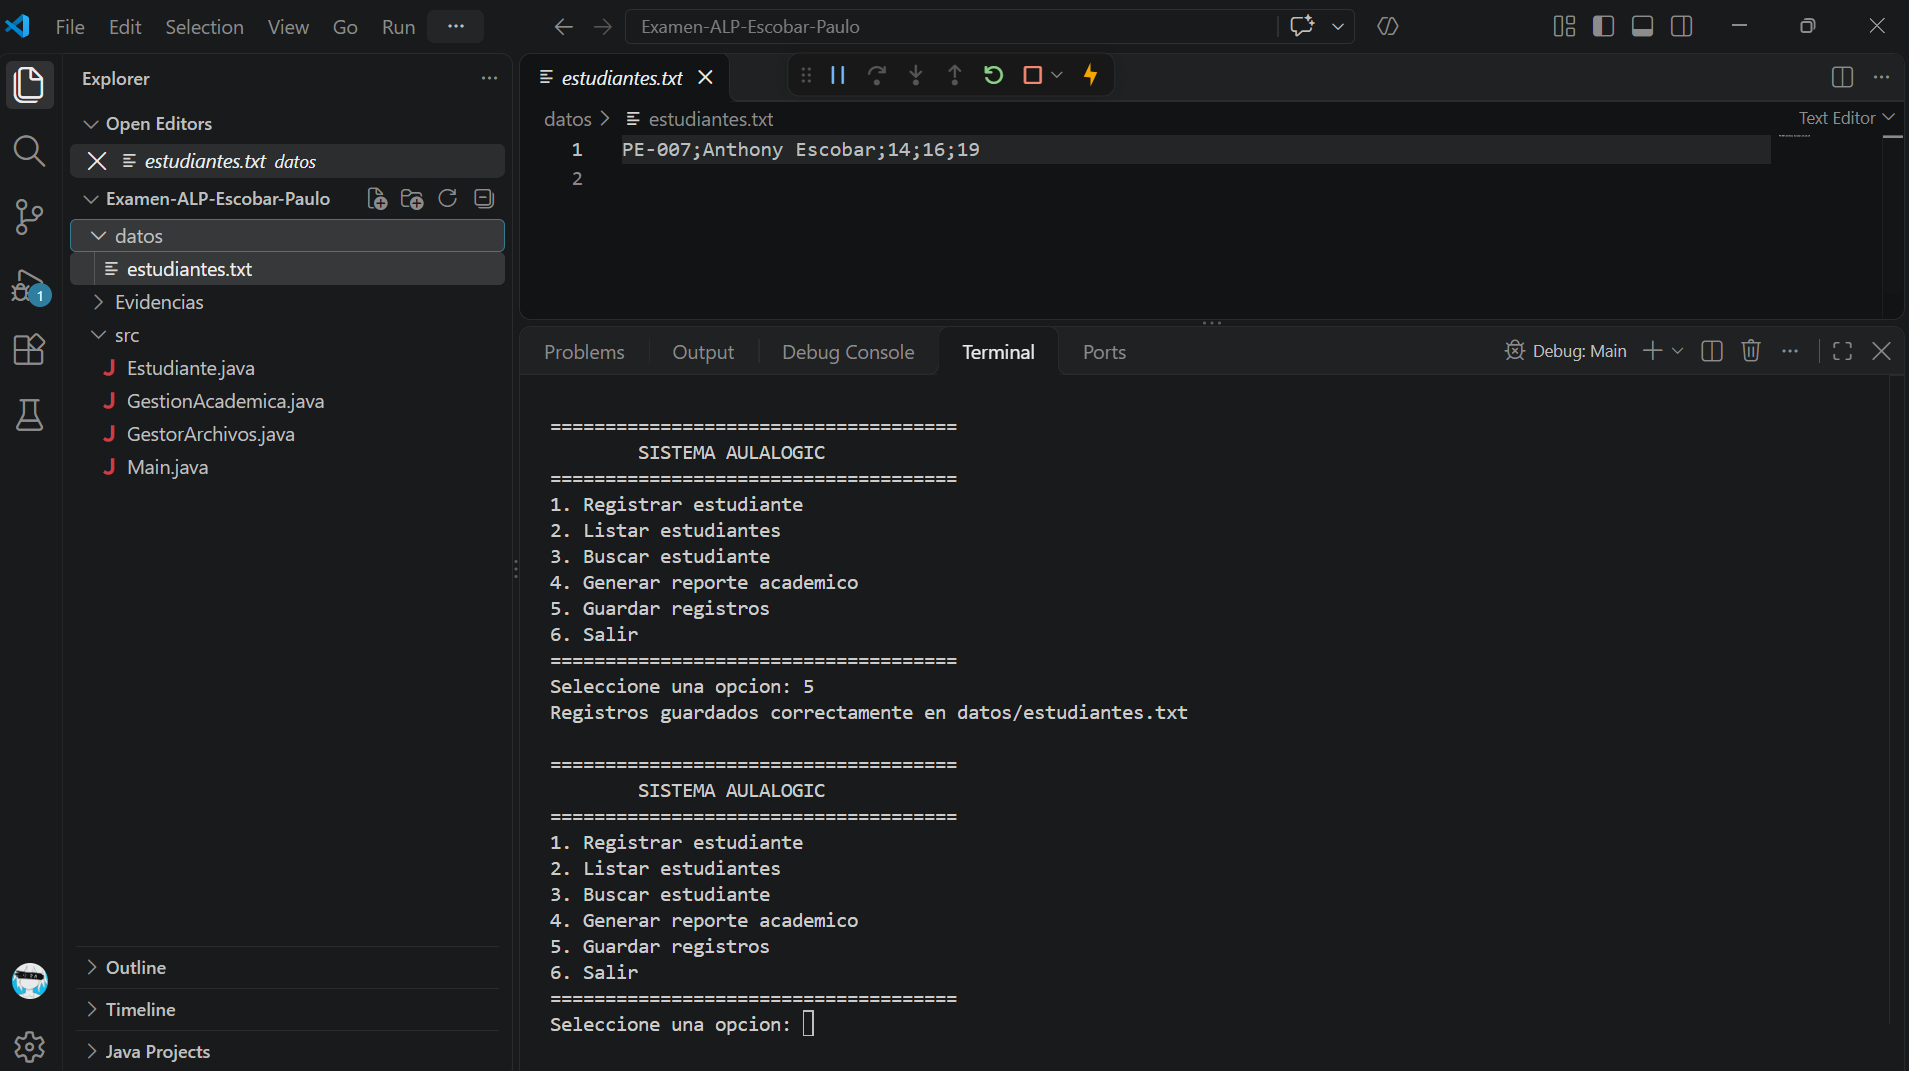 File Edit Selection View Go Run ···
Examen-ALP-Escobar-Paulo
Explorer
Open Editors
estudiantes.txt datos
Examen-ALP-Escobar-Paulo
datos
estudiantes.txt
Evidencias
src
Estudiante.java
GestionAcademica.java
GestorArchivos.java
Main.java
Outline
Timeline
Java Projects
1
estudiantes.txt
datos > estudiantes.txt
Text Editor
1 PE-007;Anthony Escobar;14;16;19
2
Problems Output Debug Console Terminal Ports
Debug: Main
=====================================
SISTEMA AULALOGIC
=====================================
1. Registrar estudiante
2. Listar estudiantes
3. Buscar estudiante
4. Generar reporte academico
5. Guardar registros
6. Salir
=====================================
Seleccione una opcion: 5
Registros guardados correctamente en datos/estudiantes.txt
=====================================
SISTEMA AULALOGIC
=====================================
1. Registrar estudiante
2. Listar estudiantes
3. Buscar estudiante
4. Generar reporte academico
5. Guardar registros
6. Salir
=====================================
Seleccione una opcion: